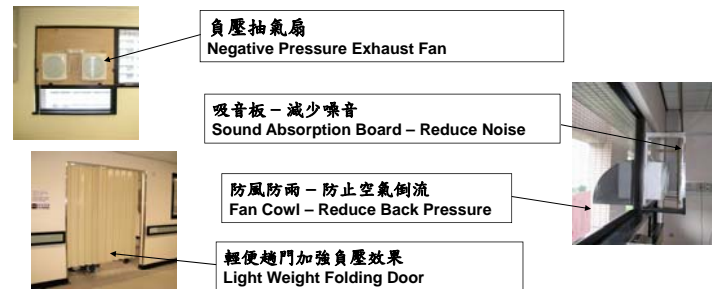 負壓抽氣扇
Negative Pressure Exhaust Fan
吸音板 – 減少噪音
Sound Absorption Board – Reduce Noise
防風防雨 – 防止空氣倒流
Fan Cowl – Reduce Back Pressure
輕便趟門加強負壓效果
Light Weight Folding Door